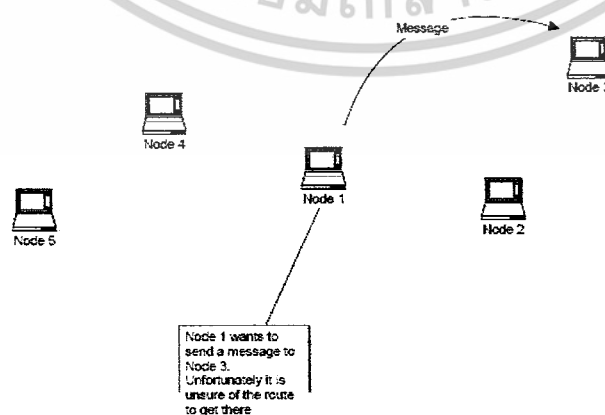 Message
Node 3
Node 4
Node 1
Node 2
Node 5
Node 1 wants to
send a message to
Node 3.
Unfortunately it is
unsure of the route
to get there